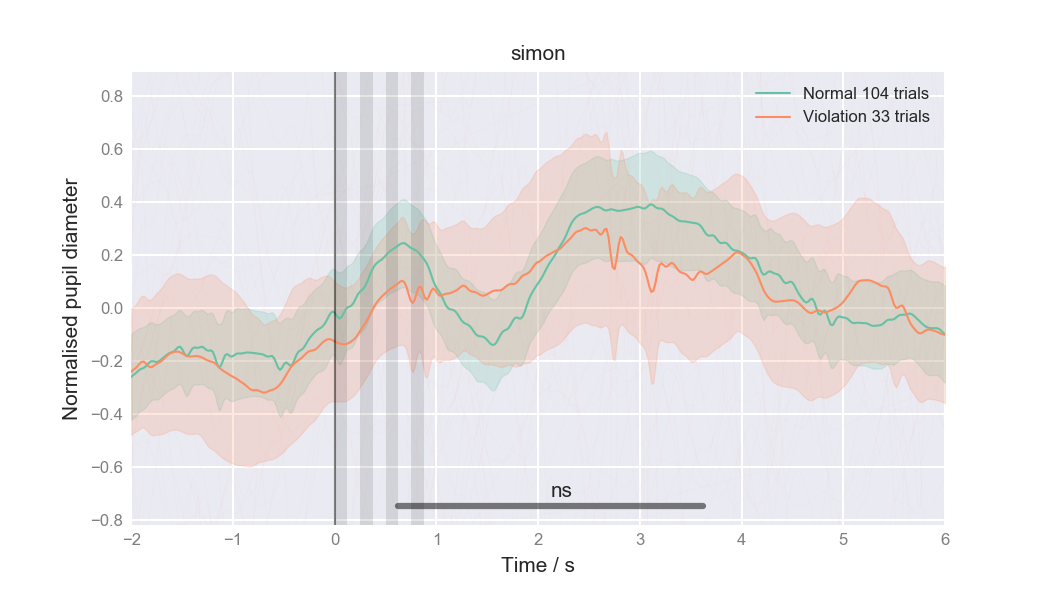 simon
Normal 104 trials
Violation 33 trials
Normalised pupil diameter
0.8
0.6
0.4
0.2
0.0
−0.2
−0.4
−0.6
−0.8
ns
−2 −1 0 1 2 3 4 5 6
Time / s